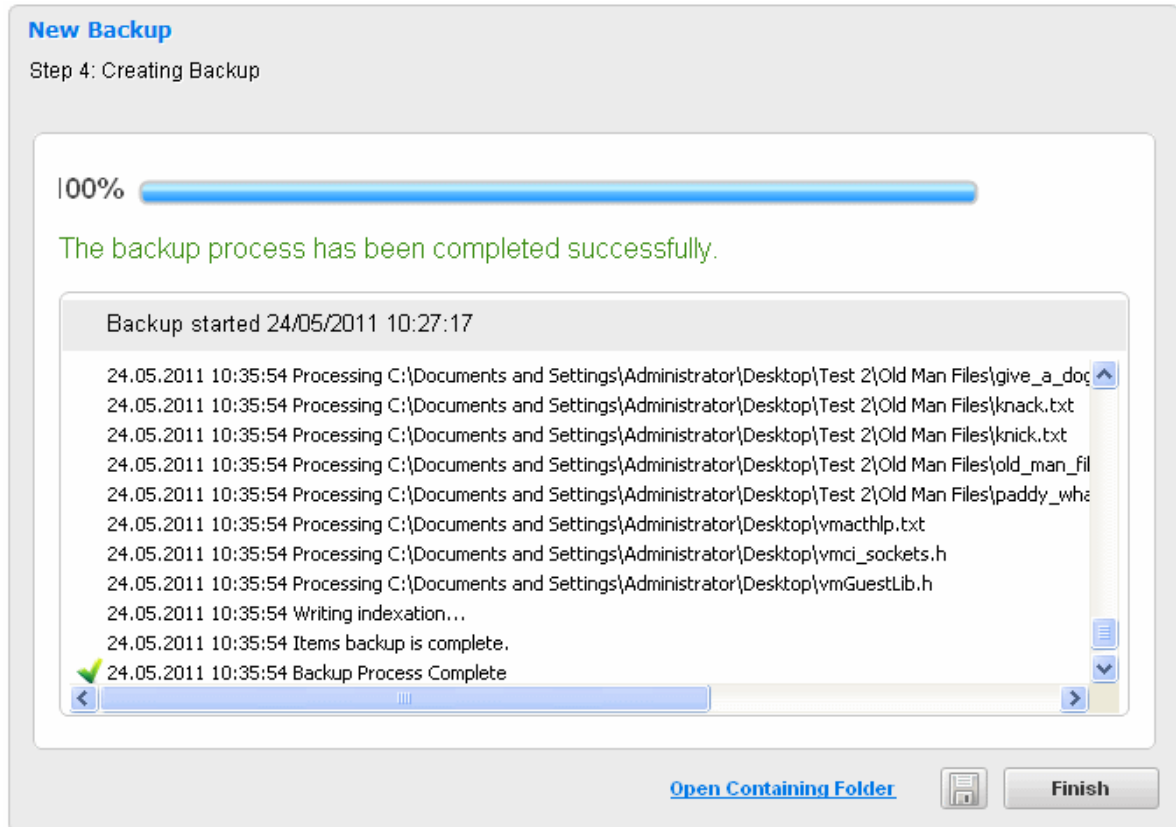 New Backup
Step 4: Creating Backup
100%
The backup process has been completed successfully.
Backup started 24/05/2011 10:27:17
24.05.2011 10:35:54 Processing C:\Documents and Settings\Administrator\Desktop\Test 2\Old Man Files\give_a_dog
24.05.2011 10:35:54 Processing C:\Documents and Settings\Administrator\Desktop\Test 2\Old Man Files\knack.txt
24.05.2011 10:35:54 Processing C:\Documents and Settings\Administrator\Desktop\Test 2\Old Man Files\knick.txt
24.05.2011 10:35:54 Processing C:\Documents and Settings\Administrator\Desktop\Test 2\Old Man Files\old_man_fil
24.05.2011 10:35:54 Processing C:\Documents and Settings\Administrator\Desktop\Test 2\Old Man Files\paddy_wha
24.05.2011 10:35:54 Processing C:\Documents and Settings\Administrator\Desktop\vmacthlp.txt
24.05.2011 10:35:54 Processing C:\Documents and Settings\Administrator\Desktop\vmci_sockets.h
24.05.2011 10:35:54 Processing C:\Documents and Settings\Administrator\Desktop\vmGuestLib.h
24.05.2011 10:35:54 Writing indexation...
24.05.2011 10:35:54 Items backup is complete.
24.05.2011 10:35:54 Backup Process Complete
Open Containing Folder
Finish